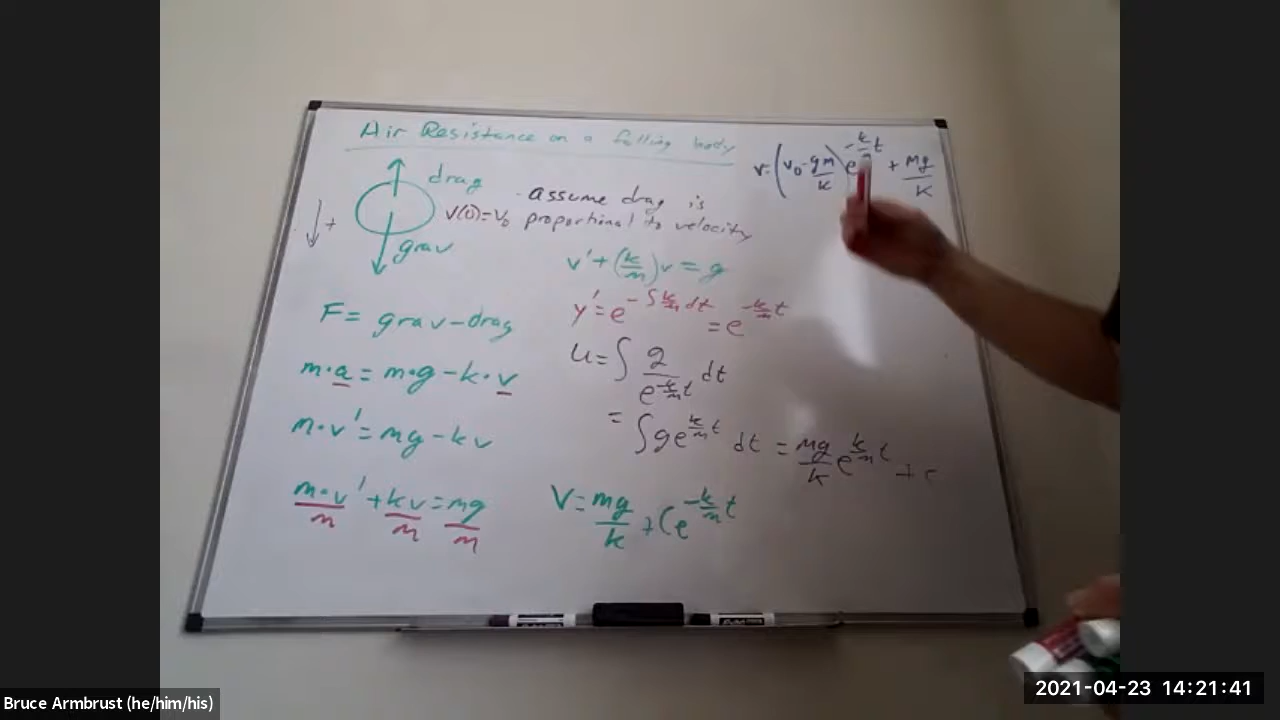 Air Resistance on a falling body
drag
grav
+
- assume drag is
V(0)=v₀ proportional to velocity
F= grav-drag
m·a = m·g - k·v
m·v' = mg - kv
m·v'/m + kv/m = mg/m
v' + (k/m)v = g
y' = e^{-∫k/m dt} = e^{-k/m t}
u = ∫ g/e^{-k/m t} dt
= ∫ g e^{k/m t} dt = mg/k e^{k/m t} + c
V = mg/k + C e^{-k/m t}
v = (v₀ - gm/k) e^{-k/m t} + mg/k
Bruce Armbrust (he/him/his)
2021-04-23 14:21:41